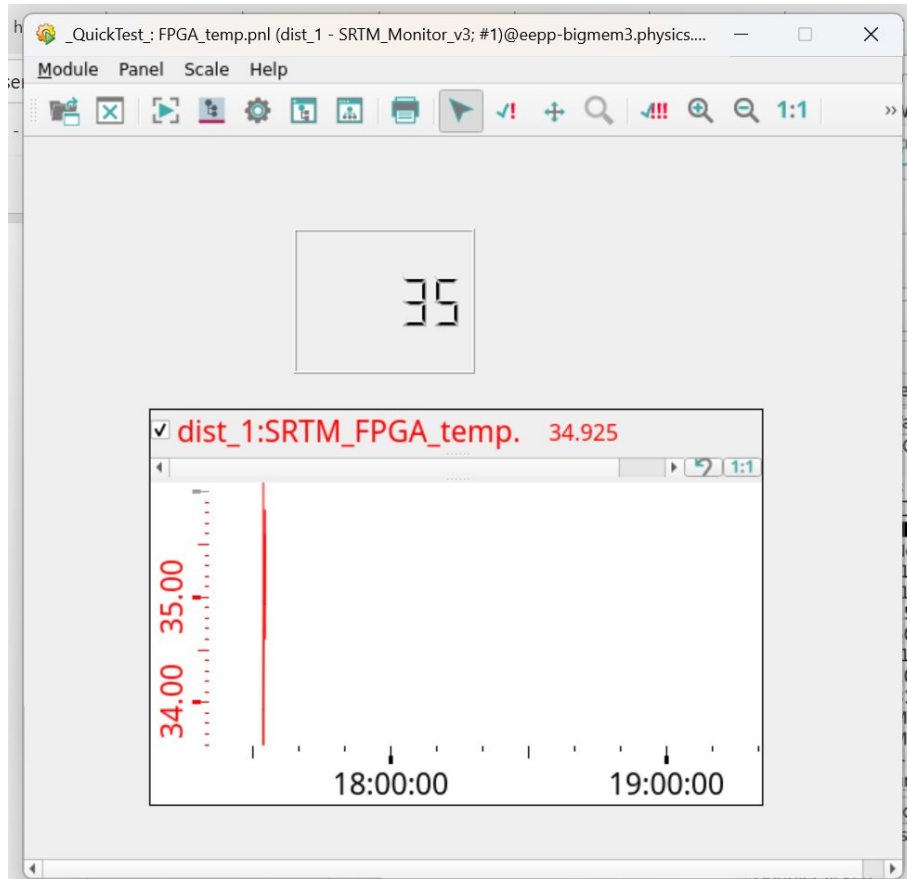 _QuickTest_: FPGA_temp.pnl (dist_1 - SRTM_Monitor_v3; #1)@eepp-bigmem3.physics....
Module Panel Scale Help
1:1
35
dist_1:SRTM_FPGA_temp. 34.925
1:1
35.00
34.00
18:00:00 19:00:00